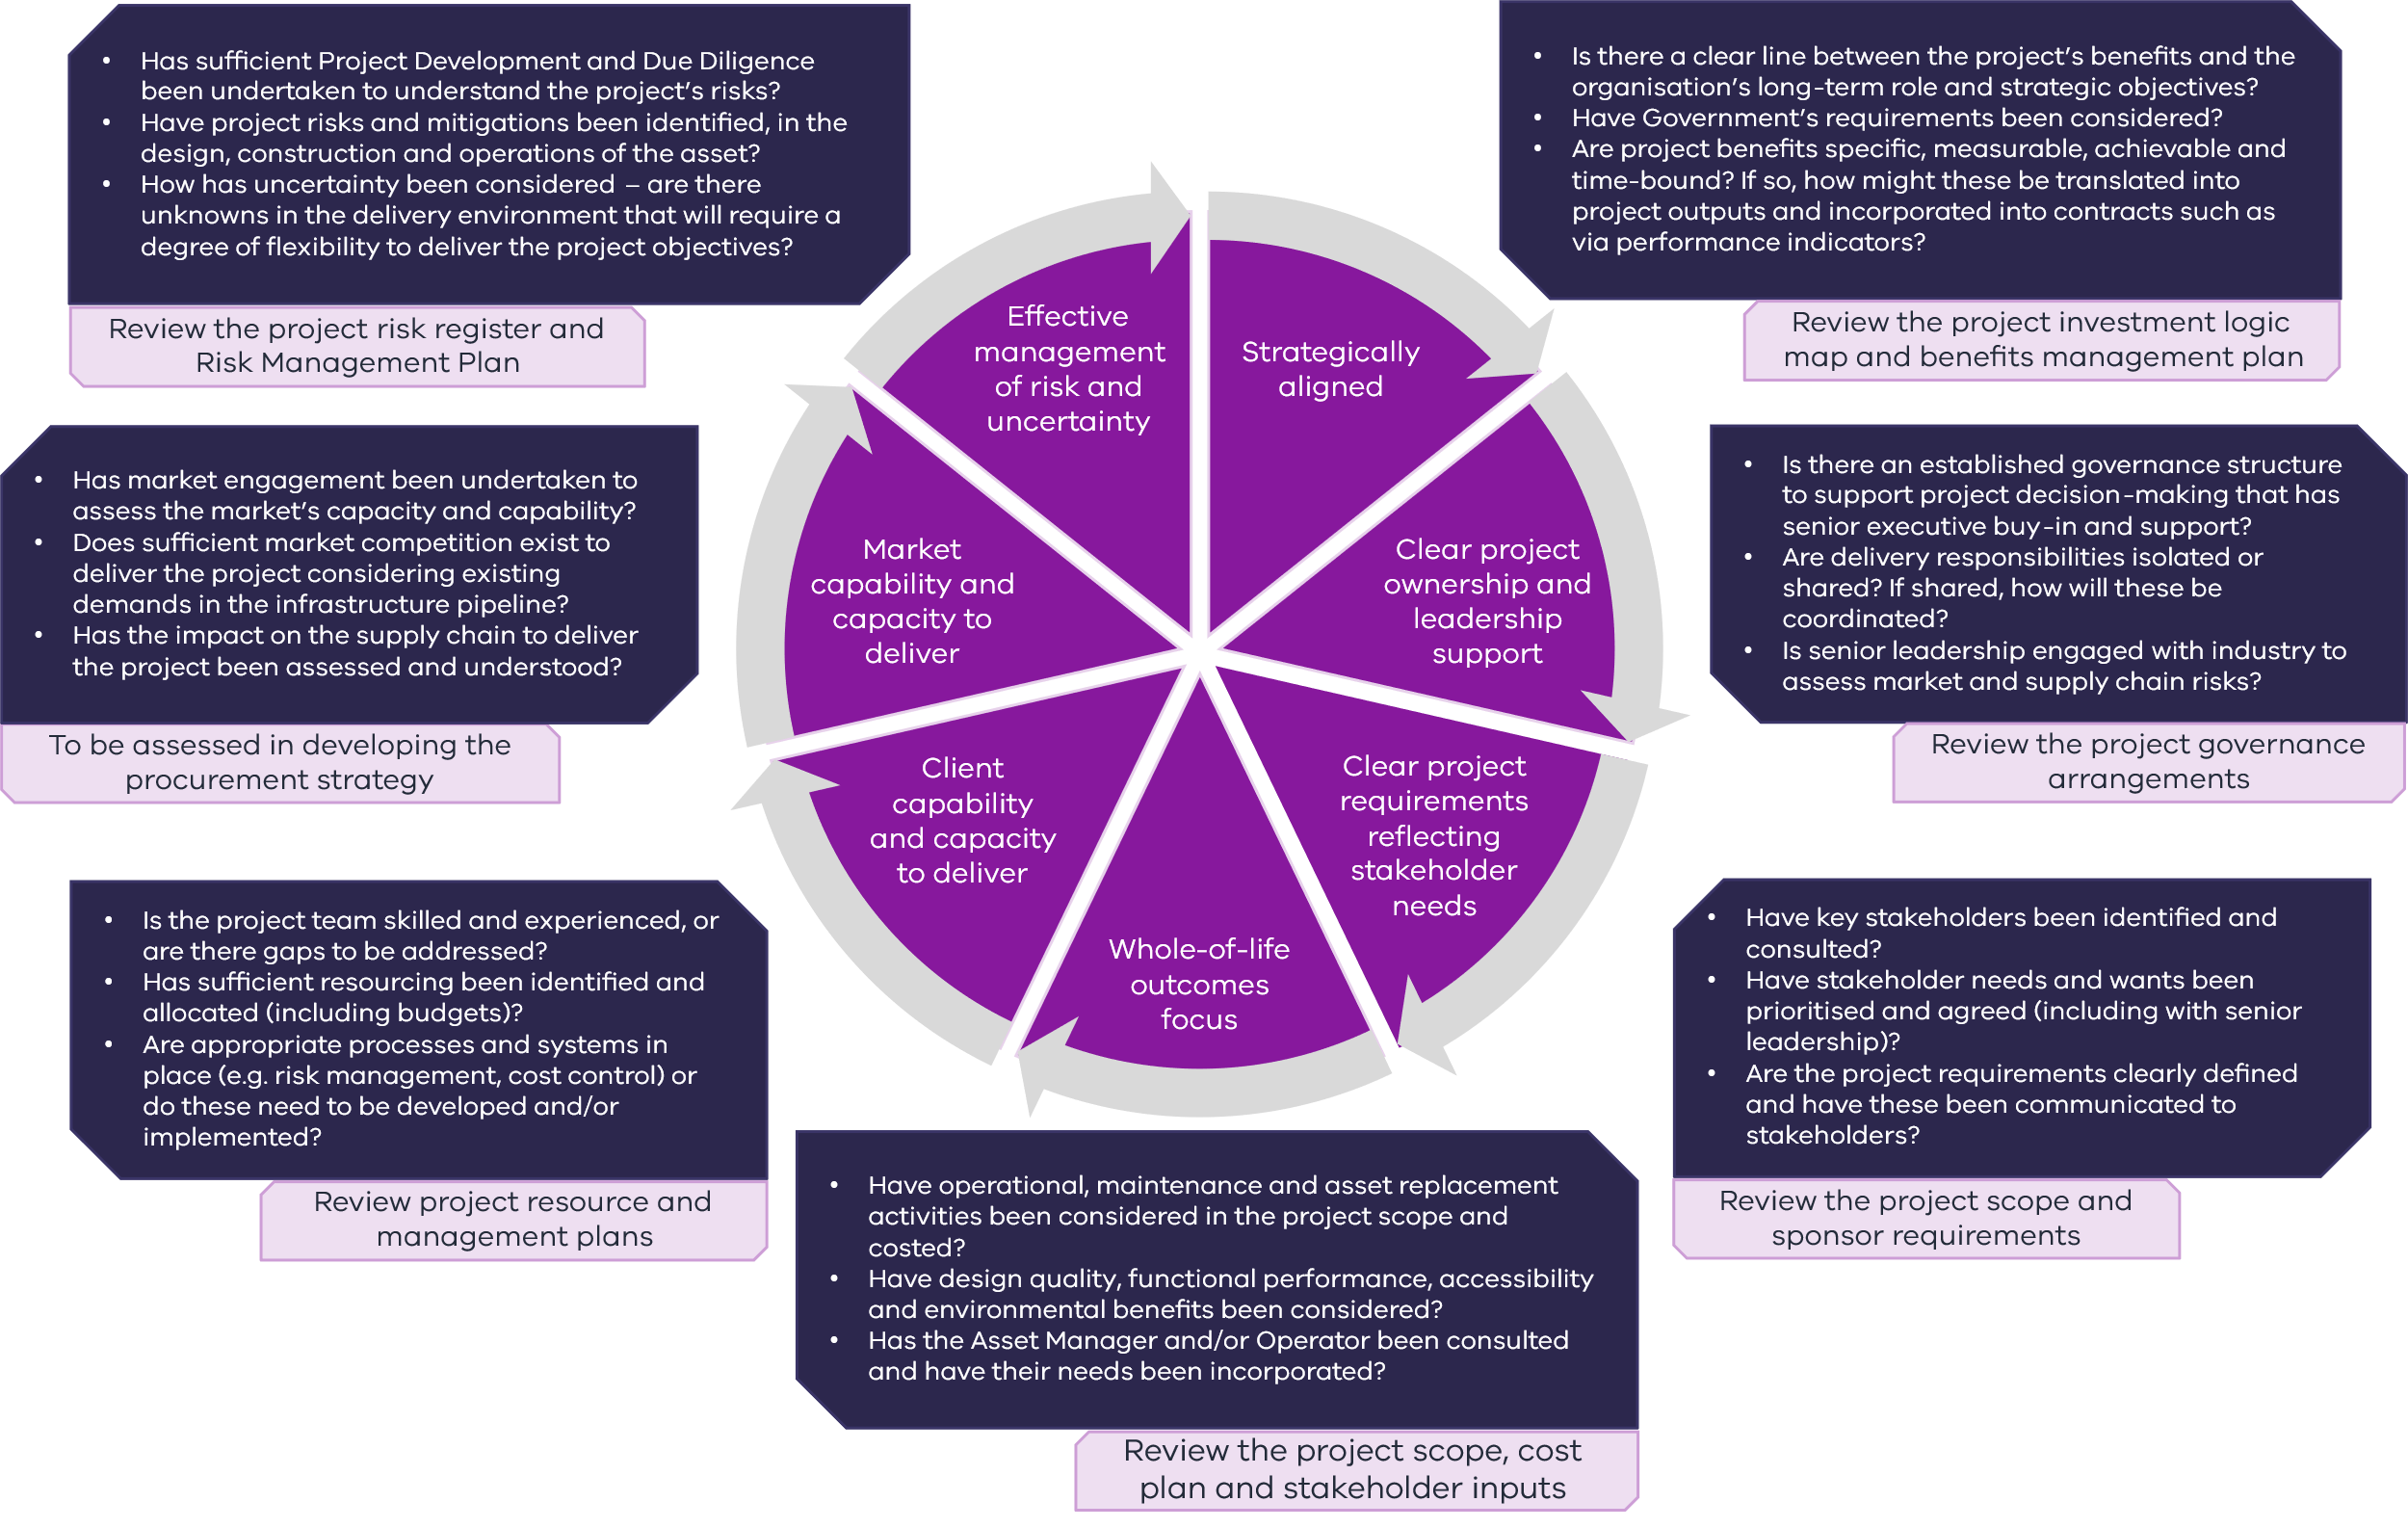 • Has sufficient Project Development and Due Diligence
been undertaken to understand the project's risks?
• Have project risks and mitigations been identified, in the
design, construction and operations of the asset?
• How has uncertainty been considered – are there
unknowns in the delivery environment that will require a
degree of flexibility to deliver the project objectives?
Review the project risk register and
Risk Management Plan
• Is there a clear line between the project's benefits and the
organisation's long-term role and strategic objectives?
• Have Government's requirements been considered?
• Are project benefits specific, measurable, achievable and
time-bound? If so, how might these be translated into
project outputs and incorporated into contracts such as
via performance indicators?
Review the project investment logic
map and benefits management plan
Effective
management
of risk and
uncertainty
Strategically
aligned
• Has market engagement been undertaken to
assess the market's capacity and capability?
• Does sufficient market competition exist to
deliver the project considering existing
demands in the infrastructure pipeline?
• Has the impact on the supply chain to deliver
the project been assessed and understood?
To be assessed in developing the
procurement strategy
Market
capability and
capacity to
deliver
Clear project
ownership and
leadership
support
• Is there an established governance structure
to support project decision-making that has
senior executive buy-in and support?
• Are delivery responsibilities isolated or
shared? If shared, how will these be
coordinated?
• Is senior leadership engaged with industry to
assess market and supply chain risks?
Review the project governance
arrangements
Client
capability
and capacity
to deliver
Clear project
requirements
reflecting
stakeholder
needs
Whole-of-life
outcomes
focus
• Is the project team skilled and experienced, or
are there gaps to be addressed?
• Has sufficient resourcing been identified and
allocated (including budgets)?
• Are appropriate processes and systems in
place (e.g. risk management, cost control) or
do these need to be developed and/or
implemented?
Review project resource and
management plans
• Have key stakeholders been identified and
consulted?
• Have stakeholder needs and wants been
prioritised and agreed (including with senior
leadership)?
• Are the project requirements clearly defined
and have these been communicated to
stakeholders?
Review the project scope and
sponsor requirements
• Have operational, maintenance and asset replacement
activities been considered in the project scope and
costed?
• Have design quality, functional performance, accessibility
and environmental benefits been considered?
• Has the Asset Manager and/or Operator been consulted
and have their needs been incorporated?
Review the project scope, cost
plan and stakeholder inputs